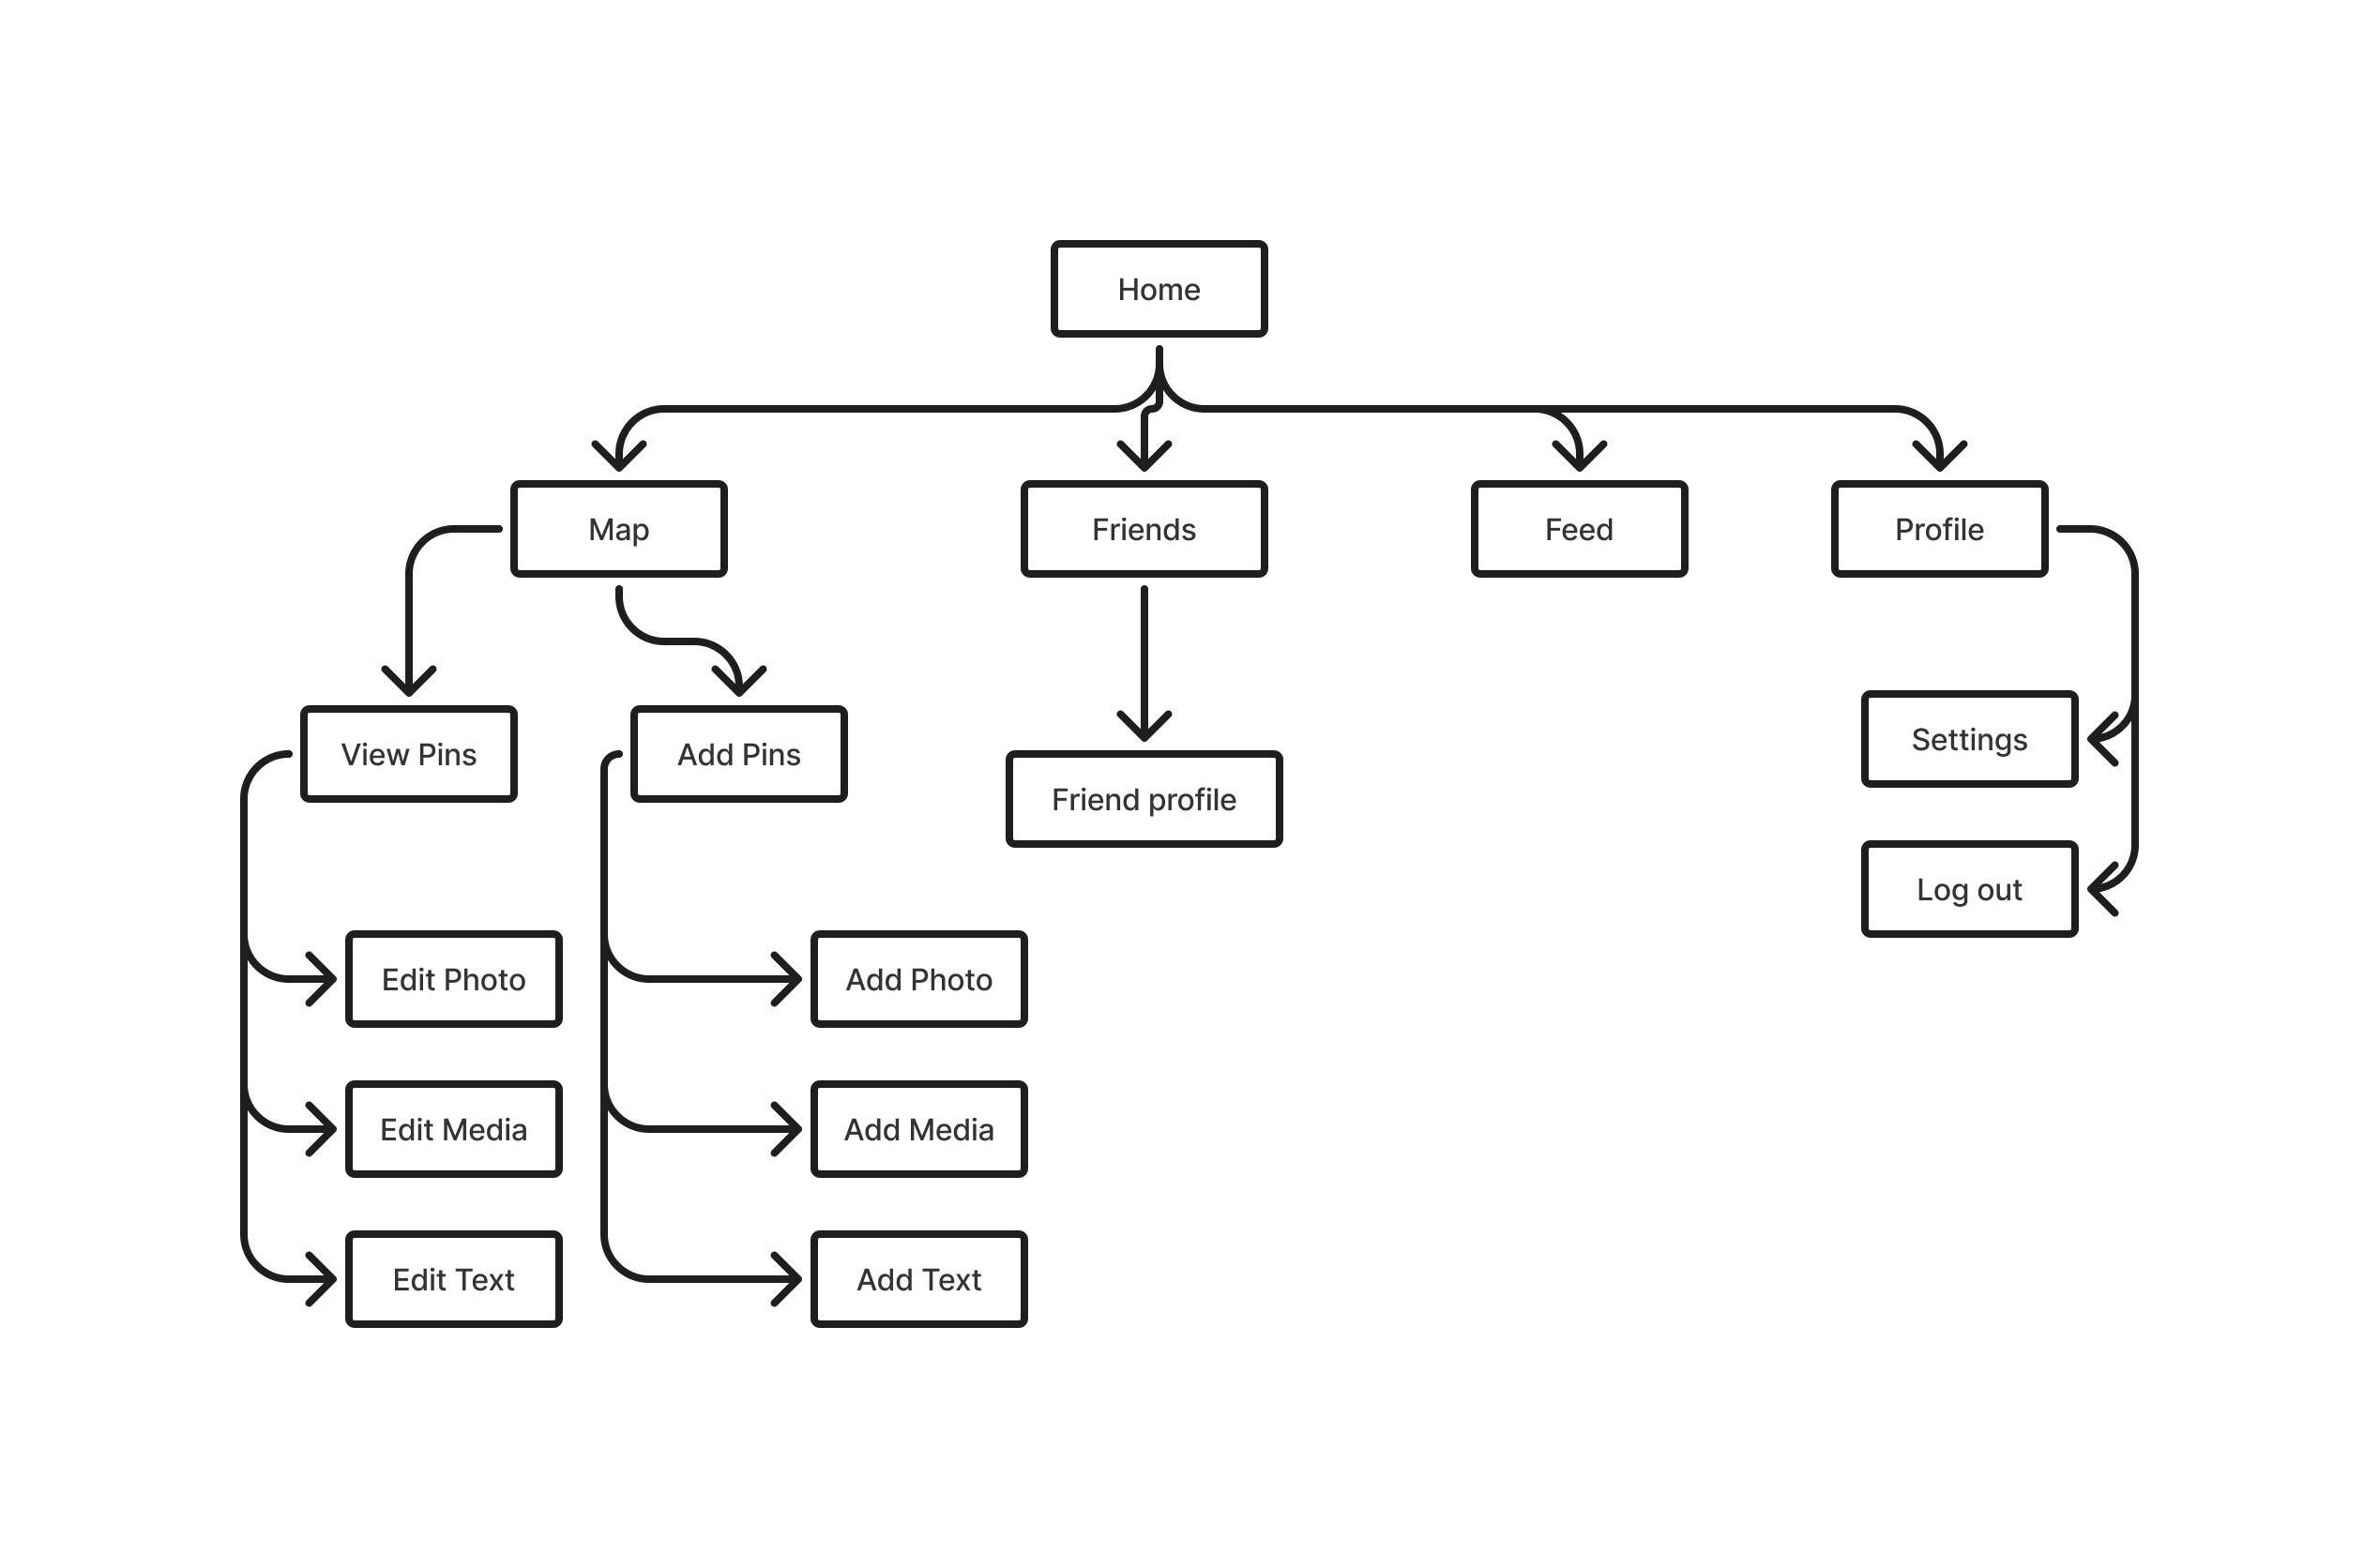 Home
Map
Friends
Feed
Profile
View Pins
Add Pins
Friend profile
Settings
Log out
Edit Photo
Add Photo
Edit Media
Add Media
Edit Text
Add Text